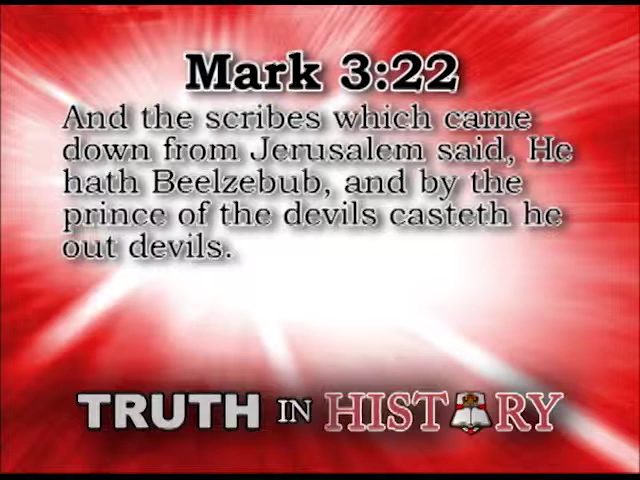 Mark 3:22
And the scribes which came
down from Jerusalem said, He
hath Beelzebub, and by the
prince of the devils casteth he
out devils.
TRUTH IN HISTORY